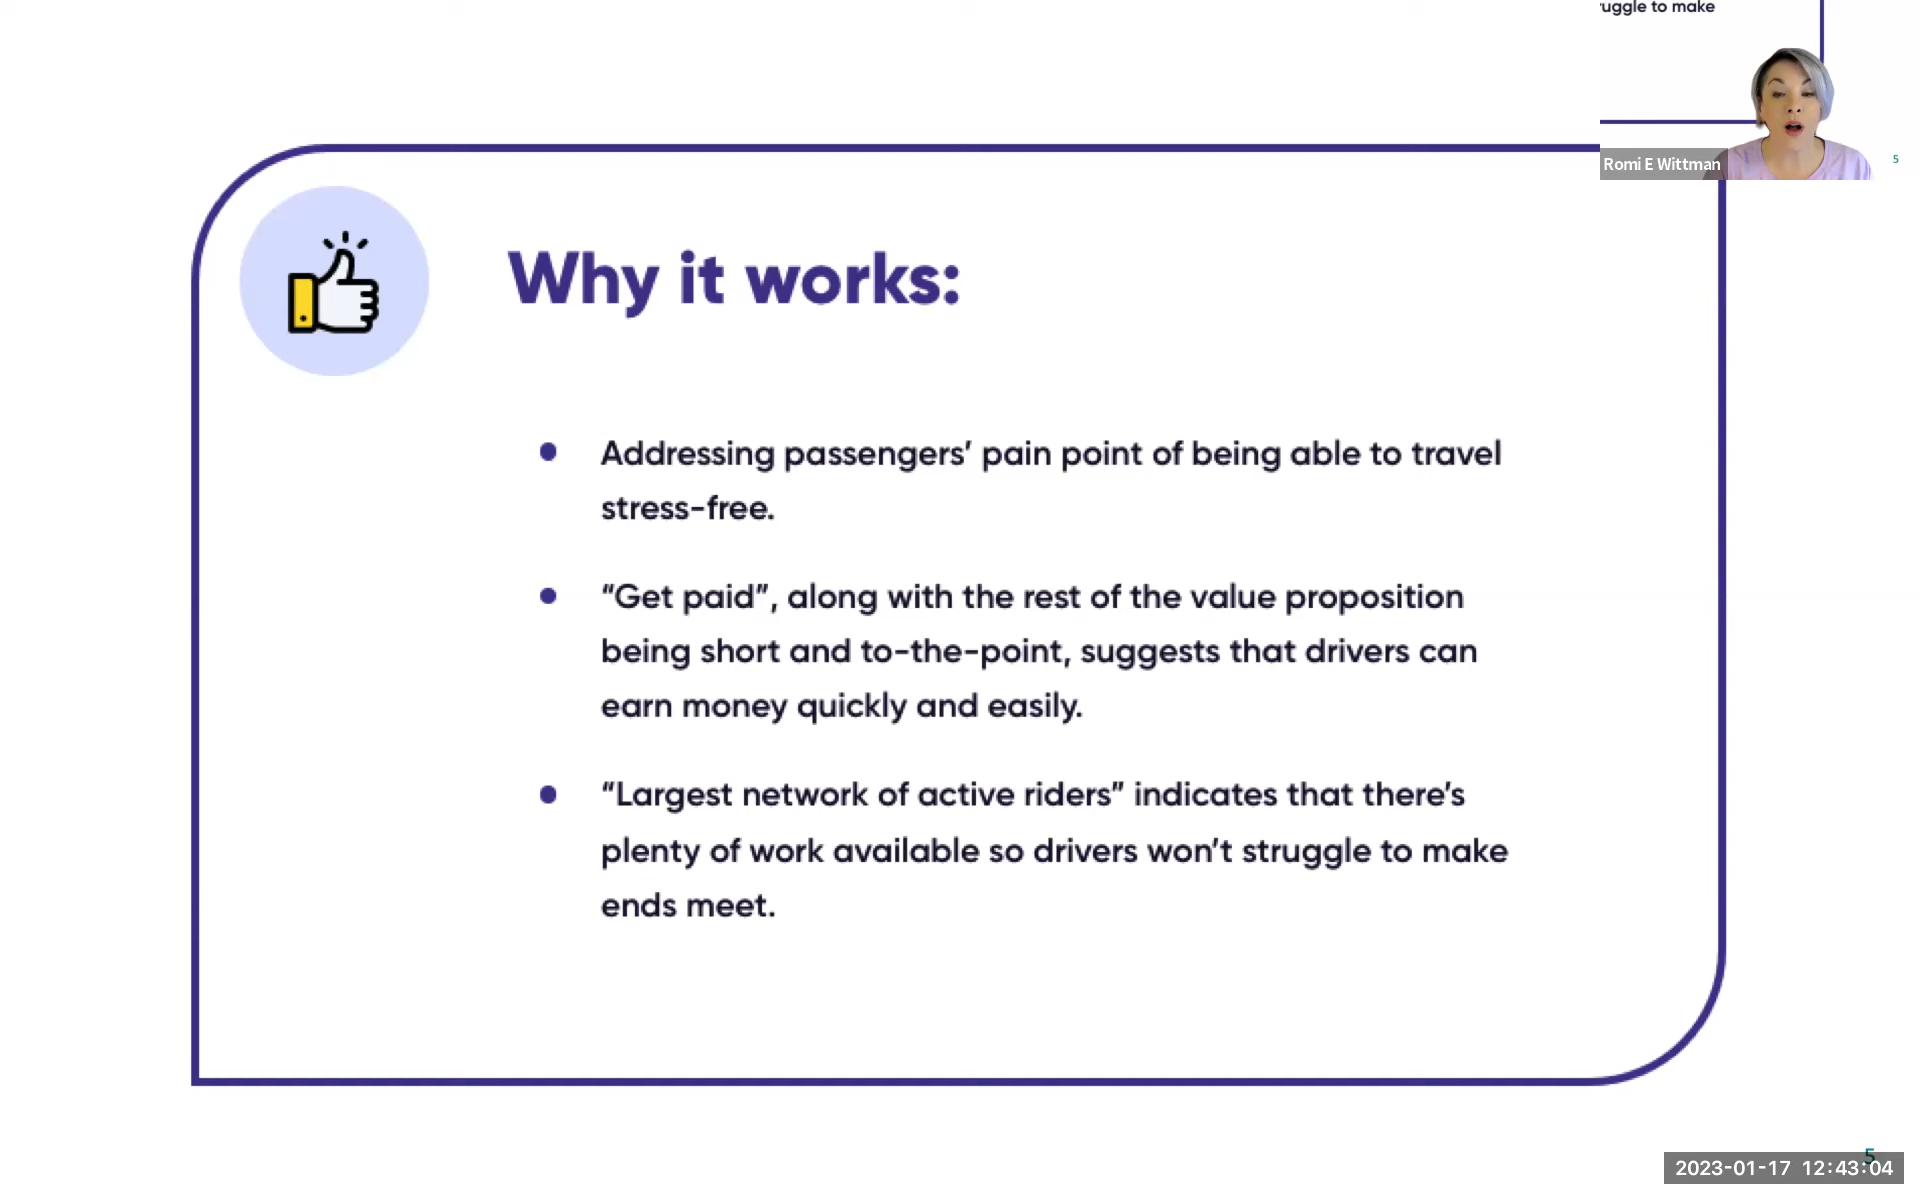 ruggle to make
Romi E Wittman
5
Why it works:
Addressing passengers’ pain point of being able to travel
stress-free.
“Get paid”, along with the rest of the value proposition
being short and to-the-point, suggests that drivers can
earn money quickly and easily.
“Largest network of active riders” indicates that there’s
plenty of work available so drivers won’t struggle to make
ends meet.
5
2023-01-17 12:43:04